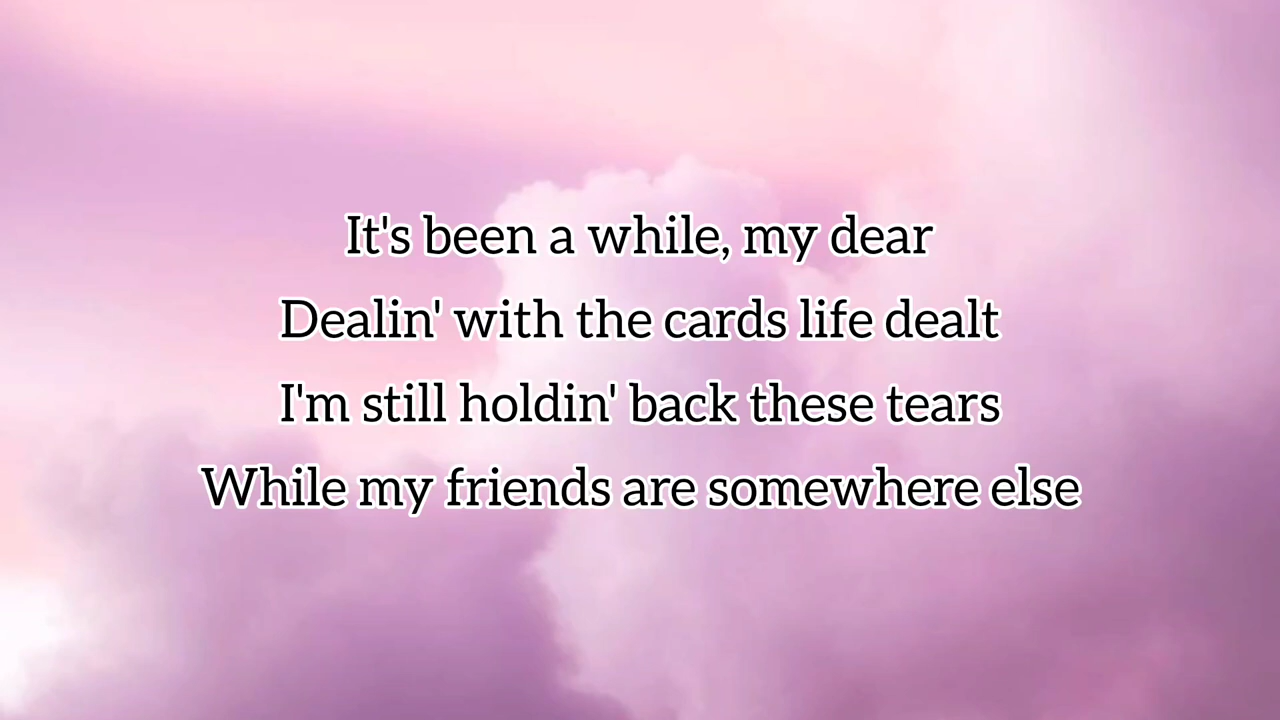 It's been a while, my dear
Dealin' with the cards life dealt
I'm still holdin' back these tears
While my friends are somewhere else